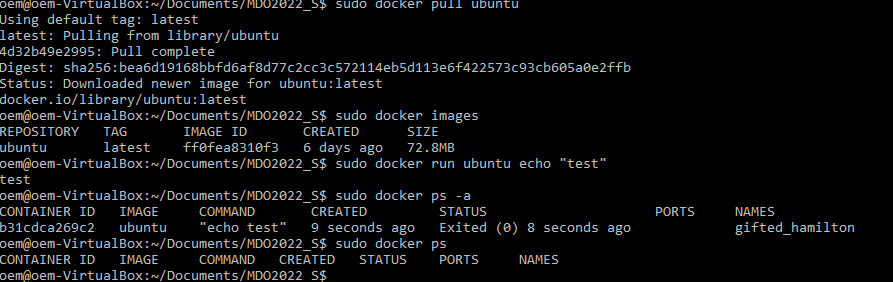 oem@oem-VirtualBox:~/Documents/MDO2022_S$ sudo docker pull ubuntu
Using default tag: latest
latest: Pulling from library/ubuntu
4d32b49e2995: Pull complete
Digest: sha256:bea6d19168bbfd6af8d77c2cc3c572114eb5d113e6f422573c93cb605a0e2ffb
Status: Downloaded newer image for ubuntu:latest
docker.io/library/ubuntu:latest
oem@oem-VirtualBox:~/Documents/MDO2022_S$ sudo docker images
REPOSITORY   TAG       IMAGE ID       CREATED      SIZE
ubuntu       latest    ff0fea8310f3   6 days ago   72.8MB
oem@oem-VirtualBox:~/Documents/MDO2022_S$ sudo docker run ubuntu echo "test"
test
oem@oem-VirtualBox:~/Documents/MDO2022_S$ sudo docker ps -a
CONTAINER ID   IMAGE     COMMAND       CREATED         STATUS                     PORTS     NAMES
b31cdca269c2   ubuntu    "echo test"   9 seconds ago   Exited (0) 8 seconds ago             gifted_hamilton
oem@oem-VirtualBox:~/Documents/MDO2022_S$ sudo docker ps
CONTAINER ID   IMAGE     COMMAND   CREATED   STATUS    PORTS     NAMES
oem@oem-VirtualBox:~/Documents/MDO2022_S$